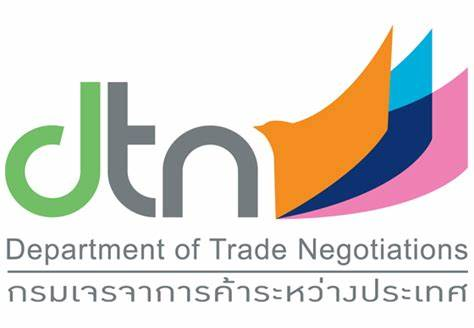 dtn
Department of Trade Negotiations
กรมเจรจาการค้าระหว่างประเทศ